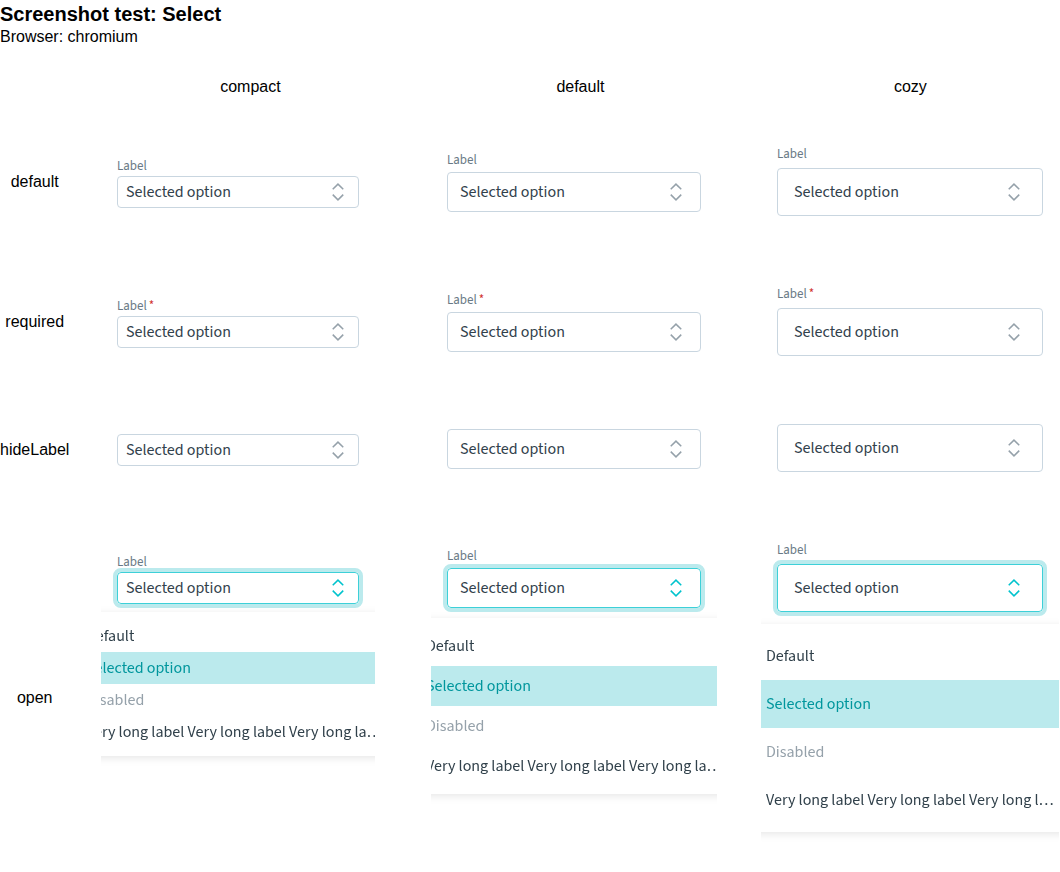 Screenshot test: Select
Browser: chromium
compact default cozy
Label Label Label
default Selected option Selected option Selected option
Label * Label * Label *
required Selected option Selected option Selected option
hideLabel Selected option Selected option Selected option
Label Label Label
Selected option Selected option Selected option
efault Default Default
elected option Selected option Selected option
open sabled Disabled Disabled
ery long label Very long label Very long la… Very long label Very long label Very long la… Very long label Very long label Very long l…